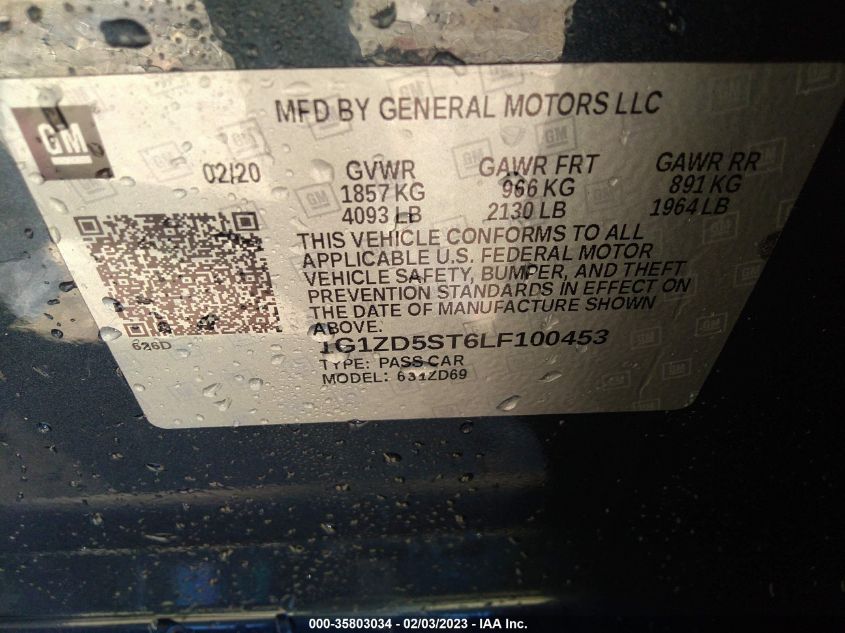 GM
MFD BY GENERAL MOTORS LLC
02/20
GVWR
1857 KG
4093 LB
GAWR FRT
966 KG
2130 LB
GAWR RR
891 KG
1964 LB
THIS VEHICLE CONFORMS TO ALL
APPLICABLE U.S. FEDERAL MOTOR
VEHICLE SAFETY, BUMPER, AND THEFT
PREVENTION STANDARDS IN EFFECT ON
THE DATE OF MANUFACTURE SHOWN
ABOVE.
626D
1G1ZD5ST6LF100453
TYPE: PASS CAR
MODEL: 631ZD69
000-35803034 - 02/03/2023 - IAA Inc.